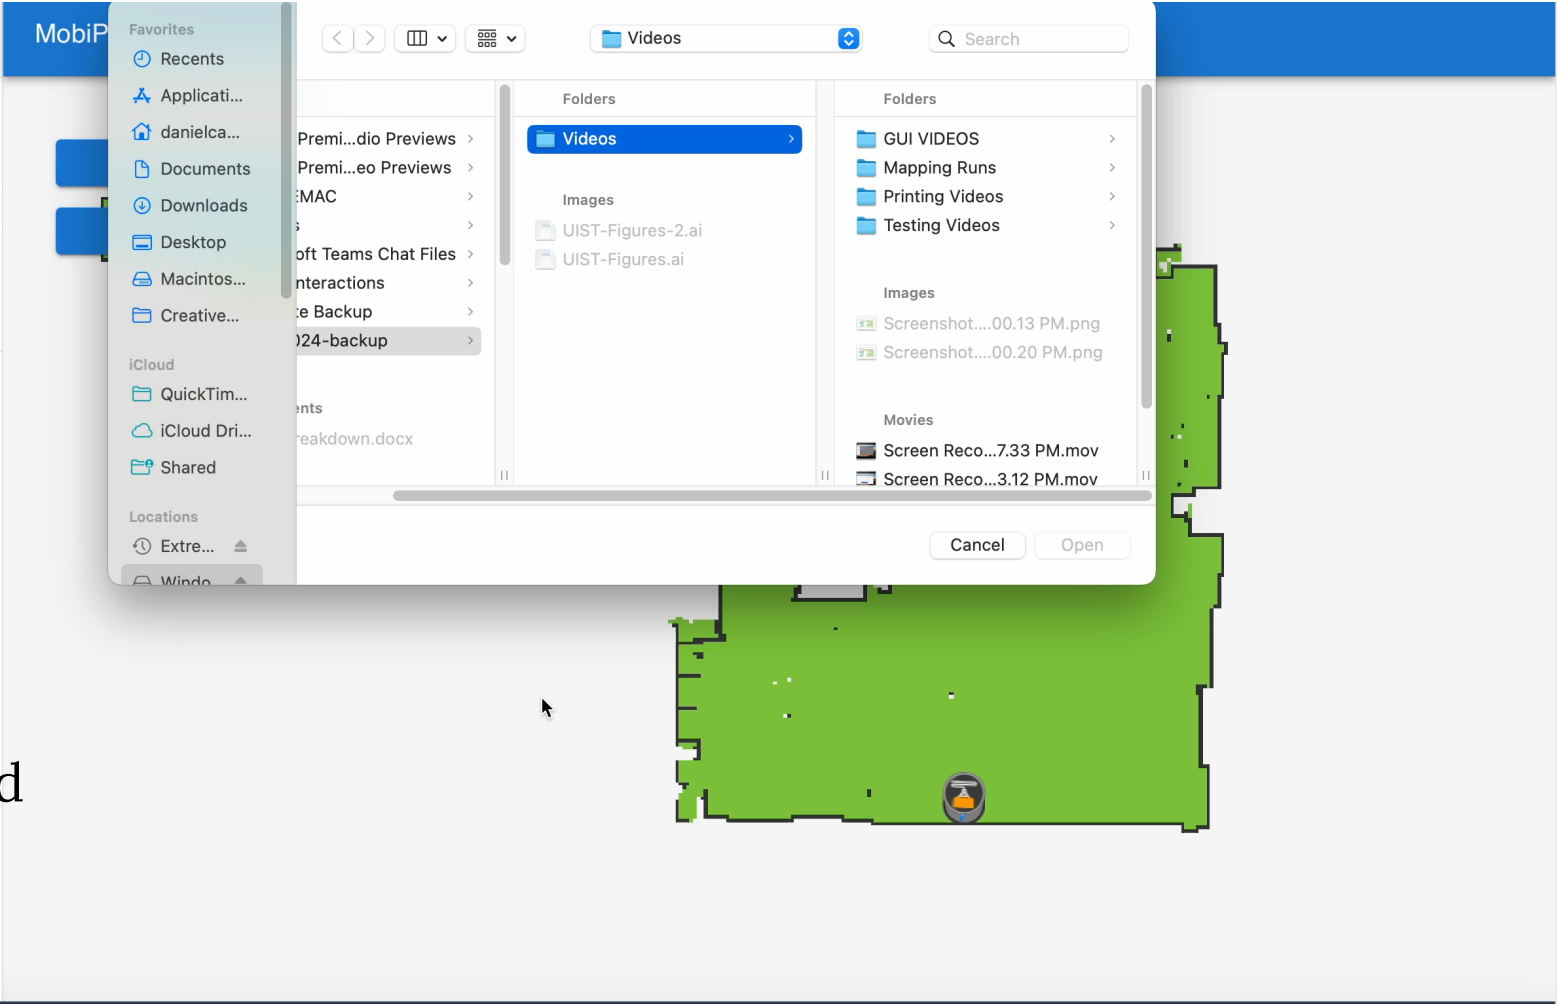 MobiP
Favorites
Recents
Applicati...
danielca...
Documents
Downloads
Desktop
Macintos...
Creative...
iCloud
QuickTim...
iCloud Dri...
Shared
Locations
Extre...
Windo
Videos
Search
Premi...dio Previews
Premi...eo Previews
EMAC
s
oft Teams Chat Files
nteractions
te Backup
024-backup
ents
reakdown.docx
Folders
Videos
Images
UIST-Figures-2.ai
UIST-Figures.ai
Folders
GUI VIDEOS
Mapping Runs
Printing Videos
Testing Videos
Images
Screenshot....00.13 PM.png
Screenshot....00.20 PM.png
Movies
Screen Reco...7.33 PM.mov
Screen Reco...3.12 PM.mov
Cancel
Open
d